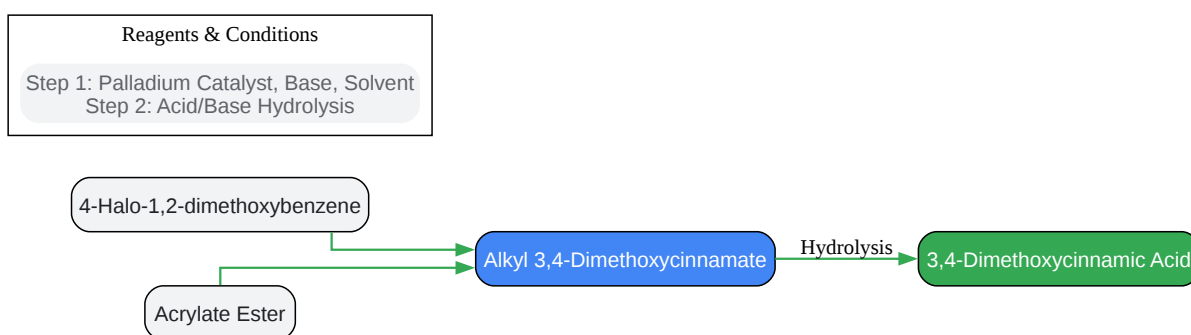 Reagents & Conditions
Step 1: Palladium Catalyst, Base, Solvent
Step 2: Acid/Base Hydrolysis
4-Halo-1,2-dimethoxybenzene
Acrylate Ester
Alkyl 3,4-Dimethoxycinnamate
Hydrolysis
3,4-Dimethoxycinnamic Acid